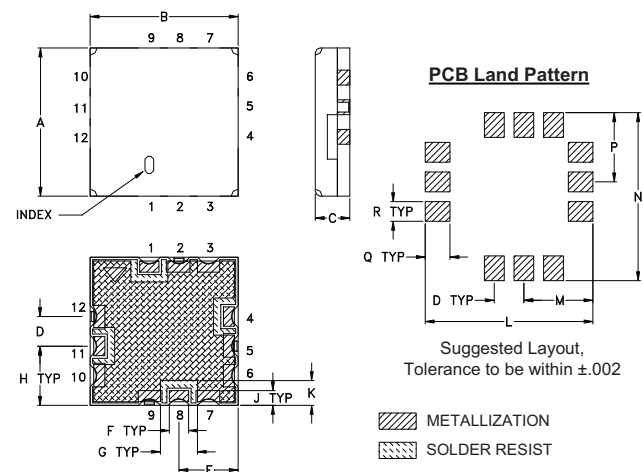 B
9 8 7
10
11
12
A
6
5
4
INDEX
1 2 3
C
PCB Land Pattern
P
N
R TYP
Q TYP
D TYP
M
L
Suggested Layout,
Tolerance to be within ±.002
METALLIZATION
SOLDER RESIST
1 2 3
12
11
10
D
H TYP
4
5
6
K
J TYP
9 8 7
F TYP
G TYP
E